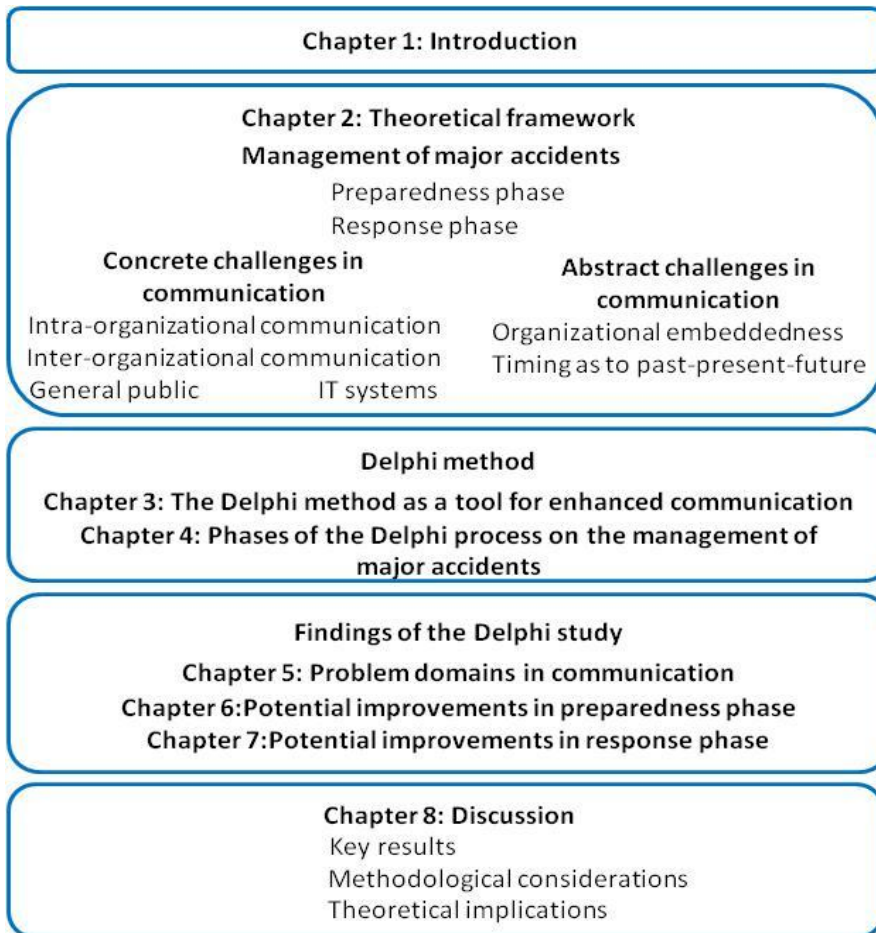 Chapter 1: Introduction
Chapter 2: Theoretical framework
Management of major accidents
Preparedness phase
Response phase
Concrete challenges in
communication
Intra-organizational communication
Inter-organizational communication
General public IT systems
Abstract challenges in
communication
Organizational embeddedness
Timing as to past-present-future
Delphi method
Chapter 3: The Delphi method as a tool for enhanced communication
Chapter 4: Phases of the Delphi process on the management of
major accidents
Findings of the Delphi study
Chapter 5: Problem domains in communication
Chapter 6:Potential improvements in preparedness phase
Chapter 7:Potential improvements in response phase
Chapter 8: Discussion
Key results
Methodological considerations
Theoretical implications